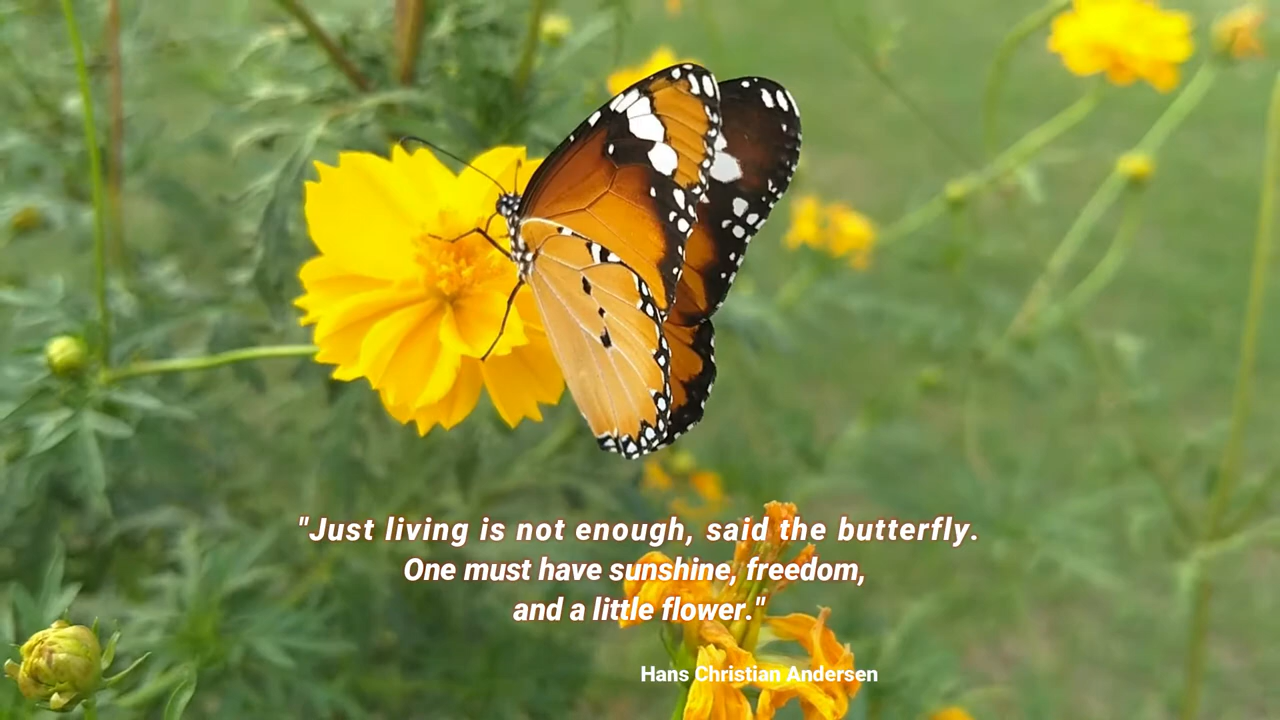 "Just living is not enough, said the butterfly.
One must have sunshine, freedom,
and a little flower."
Hans Christian Andersen